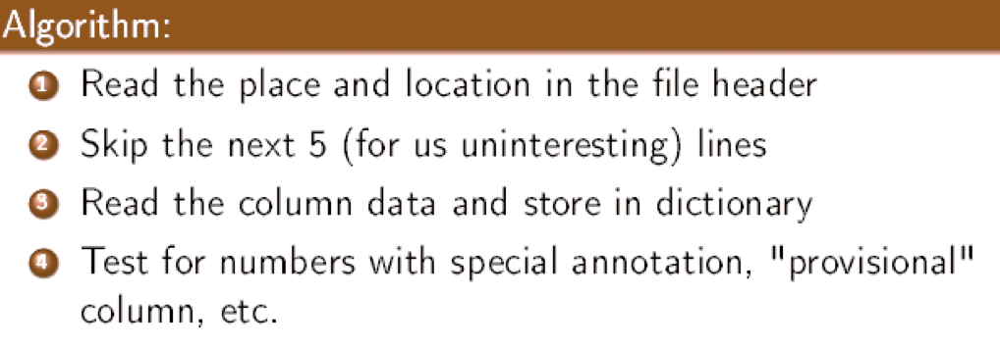 Algorithm:
1 Read the place and location in the file header
2 Skip the next 5 (for us uninteresting) lines
3 Read the column data and store in dictionary
4 Test for numbers with special annotation, "provisional"
column, etc.